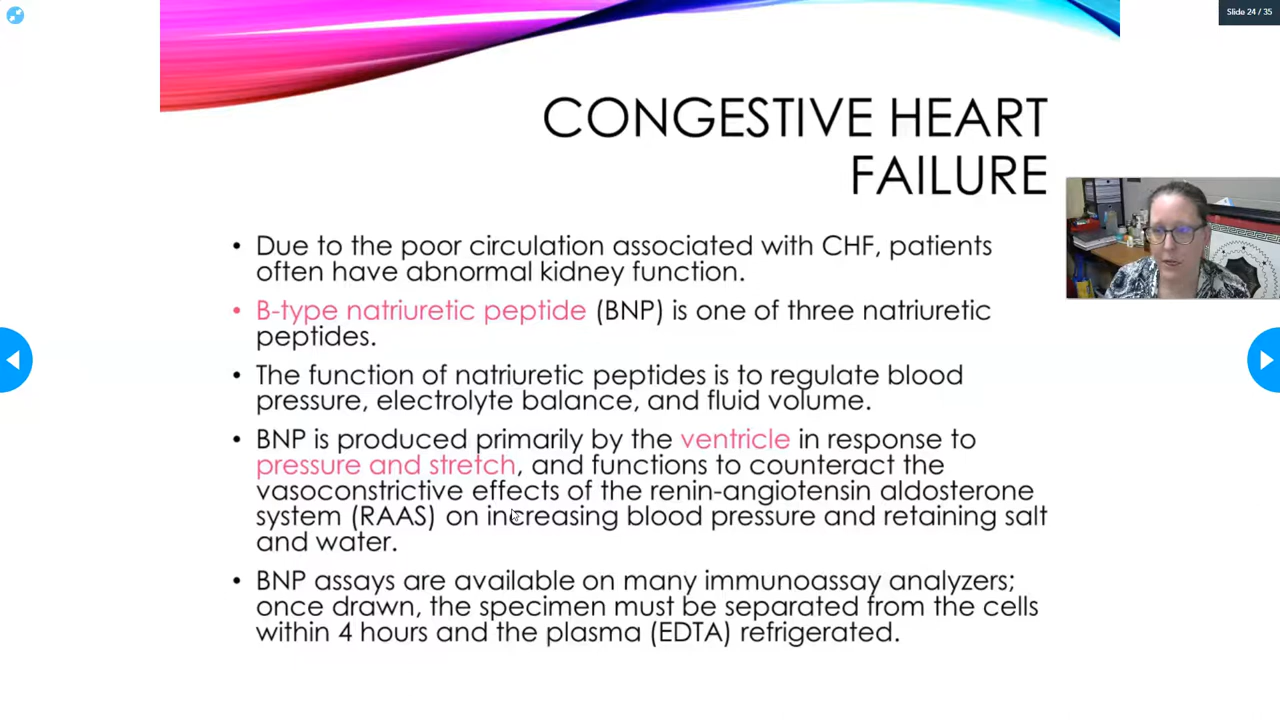 Slide 24 / 35
CONGESTIVE HEART
FAILURE
• Due to the poor circulation associated with CHF, patients
often have abnormal kidney function.
• B-type natriuretic peptide (BNP) is one of three natriuretic
peptides.
• The function of natriuretic peptides is to regulate blood
pressure, electrolyte balance, and fluid volume.
• BNP is produced primarily by the ventricle in response to
pressure and stretch, and functions to counteract the
vasoconstrictive effects of the renin-angiotensin aldosterone
system (RAAS) on increasing blood pressure and retaining salt
and water.
• BNP assays are available on many immunoassay analyzers;
once drawn, the specimen must be separated from the cells
within 4 hours and the plasma (EDTA) refrigerated.